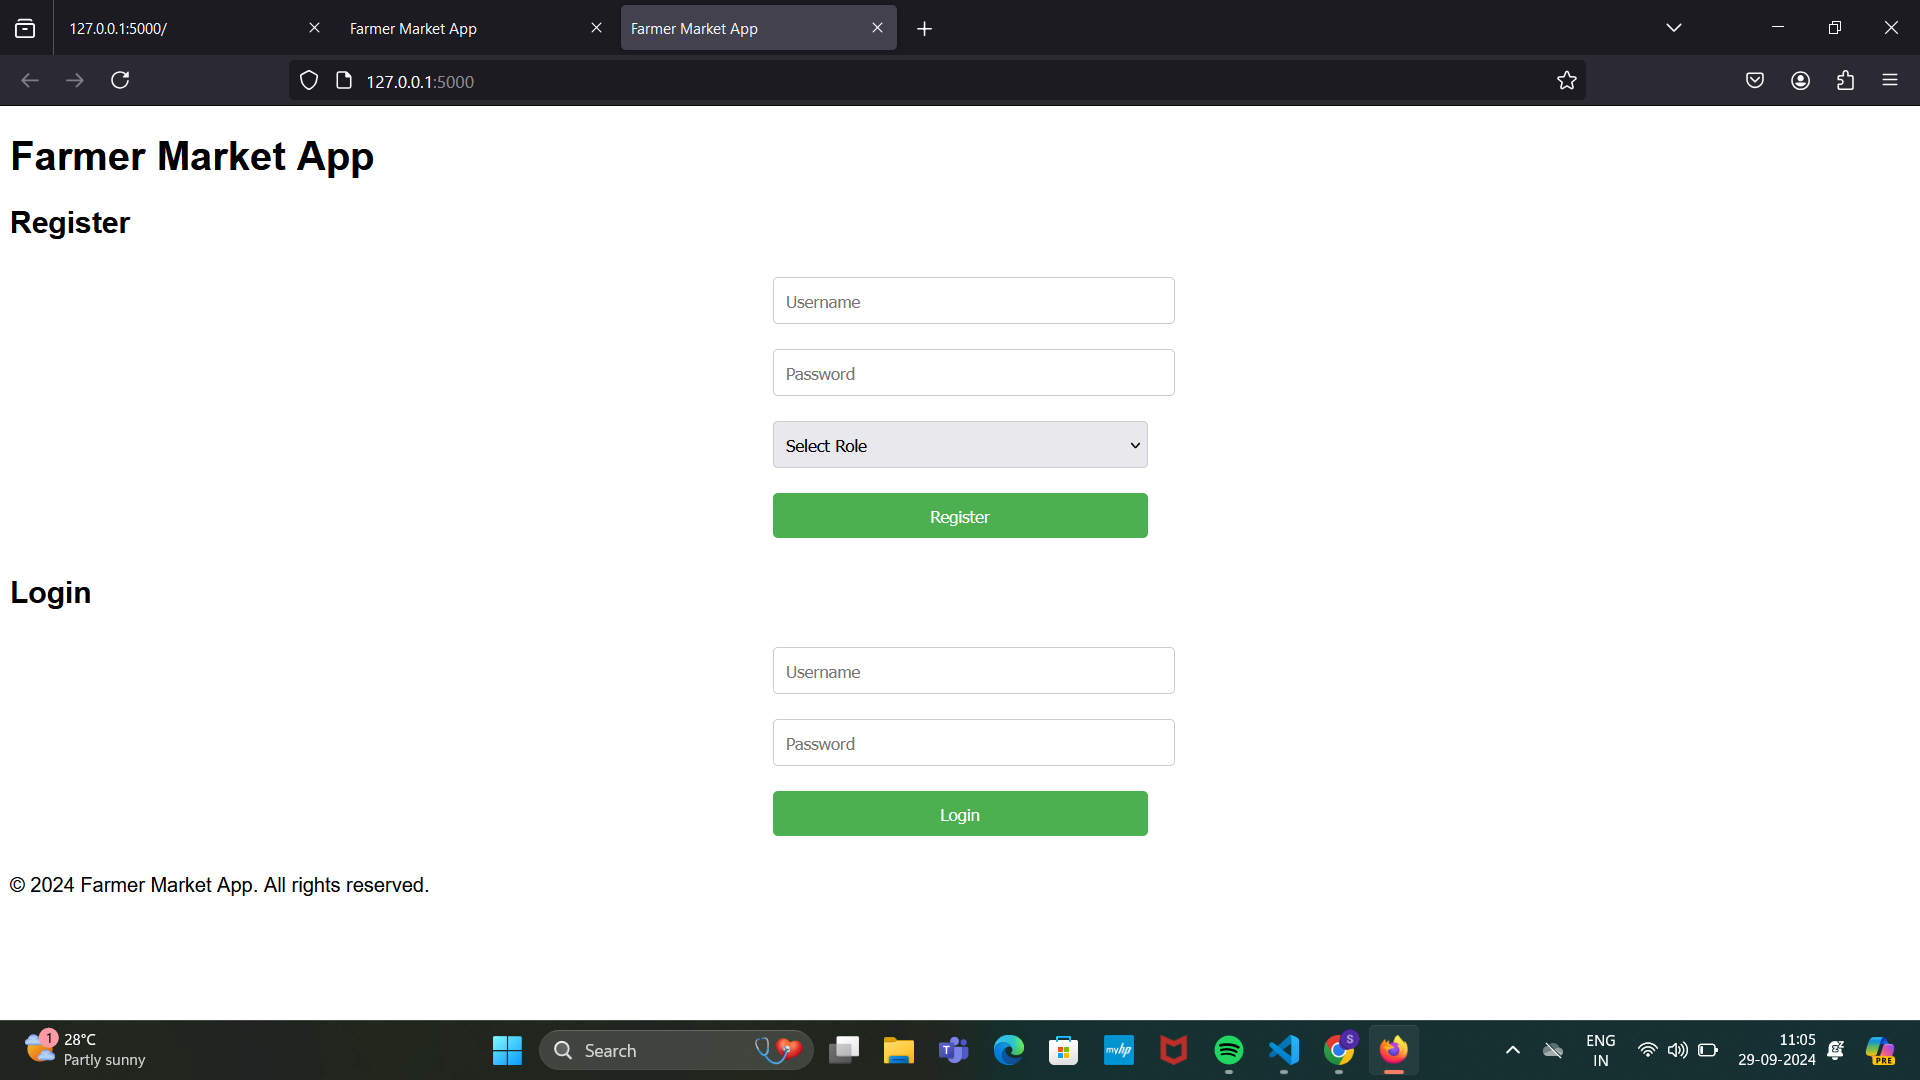 127.0.0.1:5000/
Farmer Market App
Farmer Market App
127.0.0.1:5000
Farmer Market App
Register
Username
Password
Select Role
Register
Login
Username
Password
Login
© 2024 Farmer Market App. All rights reserved.
1
28°C
Partly sunny
Search
T
myhp
S
ENG
IN
11:05
29-09-2024
PRE